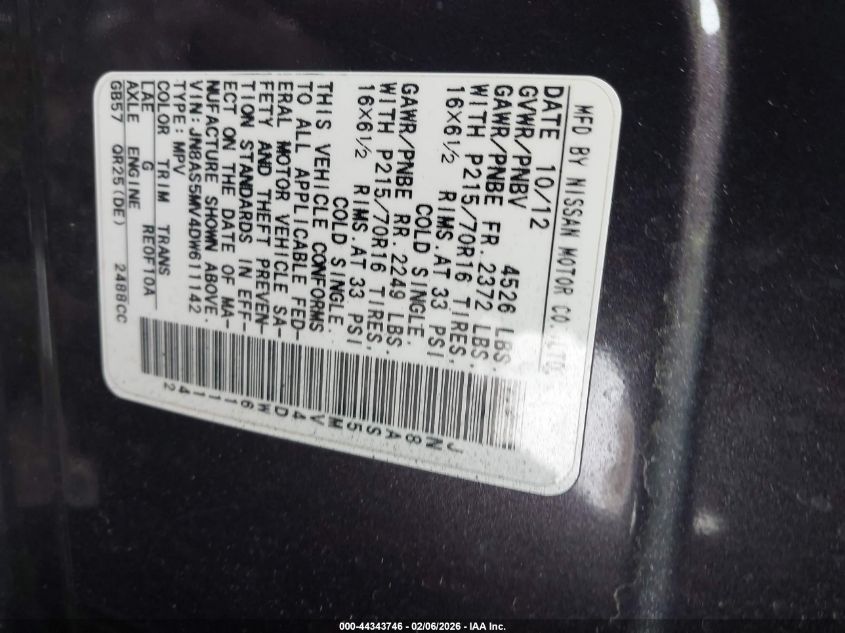 MFD BY NISSAN MOTOR CO.,LTD.
DATE 10/12
GVWR/PNBV 4526 LBS.
GAWR/PNBE FR. 2372 LBS.
WITH P215/70R16 TIRES,
16×6½ RIMS. AT 33 PSI
COLD SINGLE.
GAWR/PNBE RR. 2249 LBS.
WITH P215/70R16 TIRES,
16×6½ RIMS. AT 33 PSI
COLD SINGLE.
THIS VEHICLE CONFORMS
TO ALL APPLICABLE FED-
ERAL MOTOR VEHICLE SA-
FETY AND THEFT PREVEN-
TION STANDARDS IN EFF-
ECT ON THE DATE OF MA-
NUFACTURE SHOWN ABOVE.
VIN: JN8AS5MV4DW611142
TYPE: MPV
COLOR TRIM TRANS
LAE G RE0F10A
AXLE ENGINE
GB57 QR25(DE) 2488CC
JN8AS5MV4DW611142
000-44343746 - 02/06/2026 - IAA Inc.